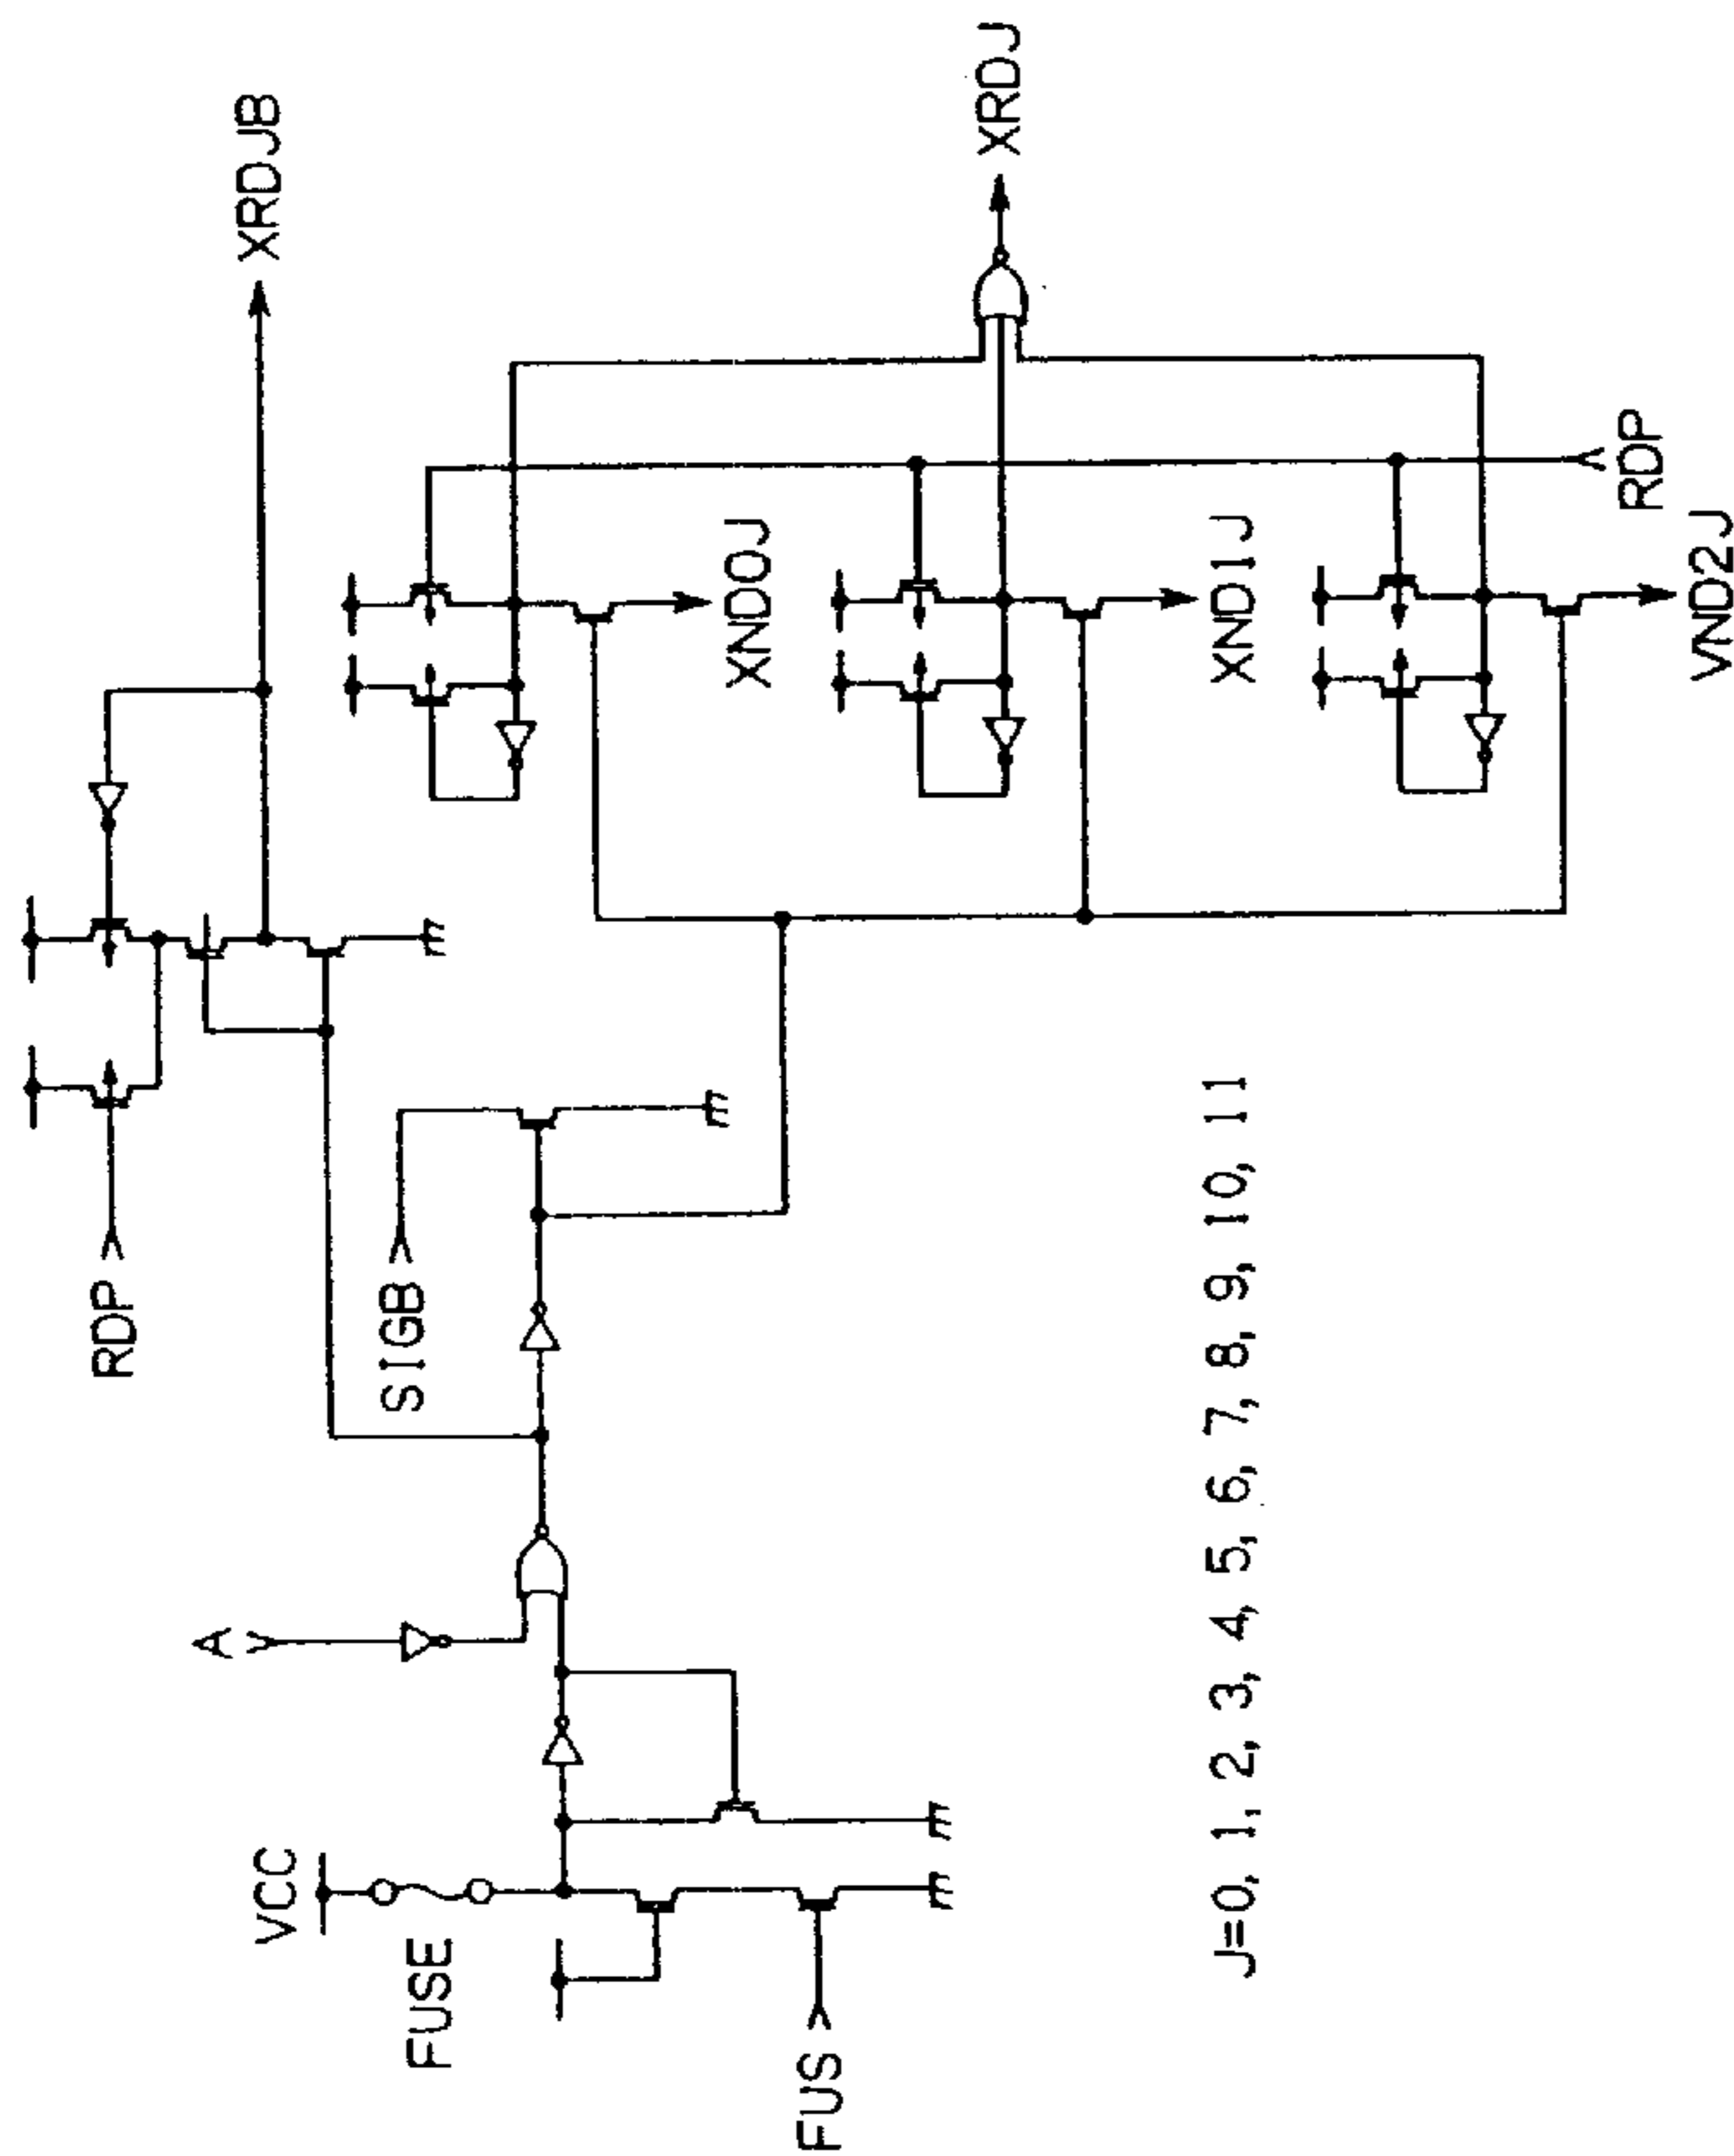 RDP
A
XRDJB
VCC
SIGB
FUSE
XND0J
FUS
XRDJ
XND1J
J=0, 1, 2, 3, 4, 5, 6, 7, 8, 9, 10, 11
RDP
VND2J